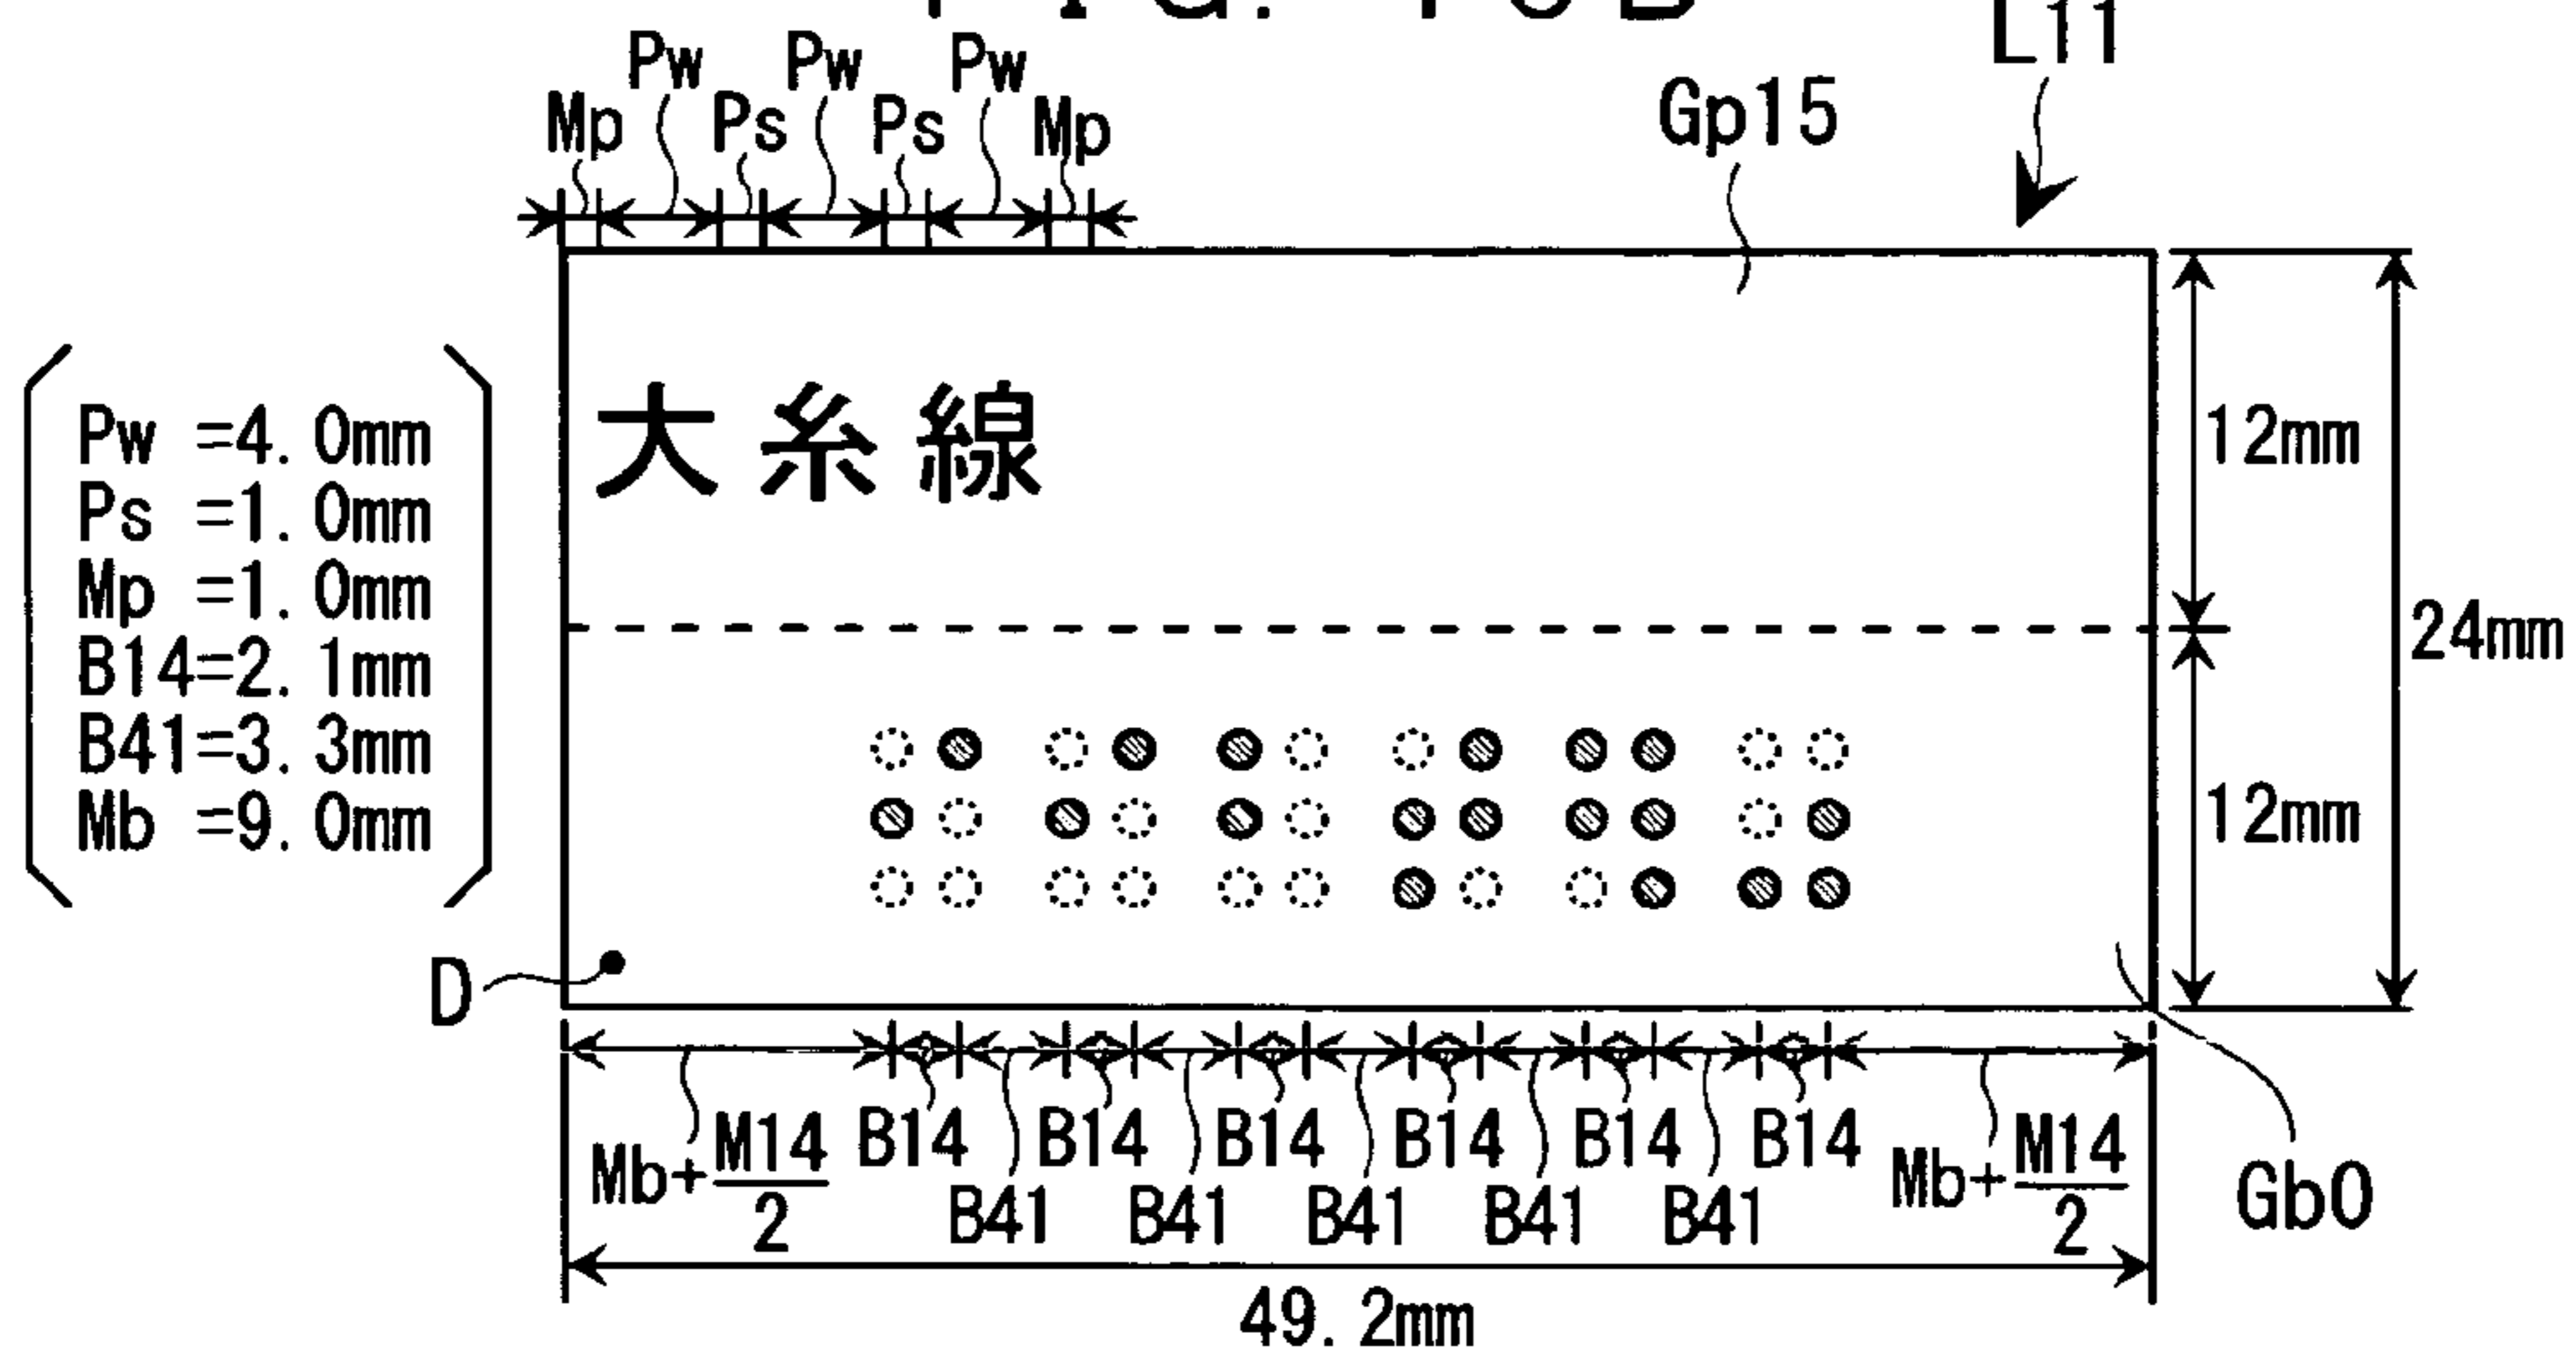 L11
Pw Pw Pw
Mp Ps Ps Mp
Gp15
大糸線
Pw =4. 0mm
Ps =1. 0mm
Mp =1. 0mm
B14=2. 1mm
B41=3. 3mm
Mb =9. 0mm
12mm
24mm
12mm
D
Mb+M14/2 B14 B14 B14 B14 B14 B14 Mb+M14/2
B41 B41 B41 B41 B41
Gb0
49. 2mm